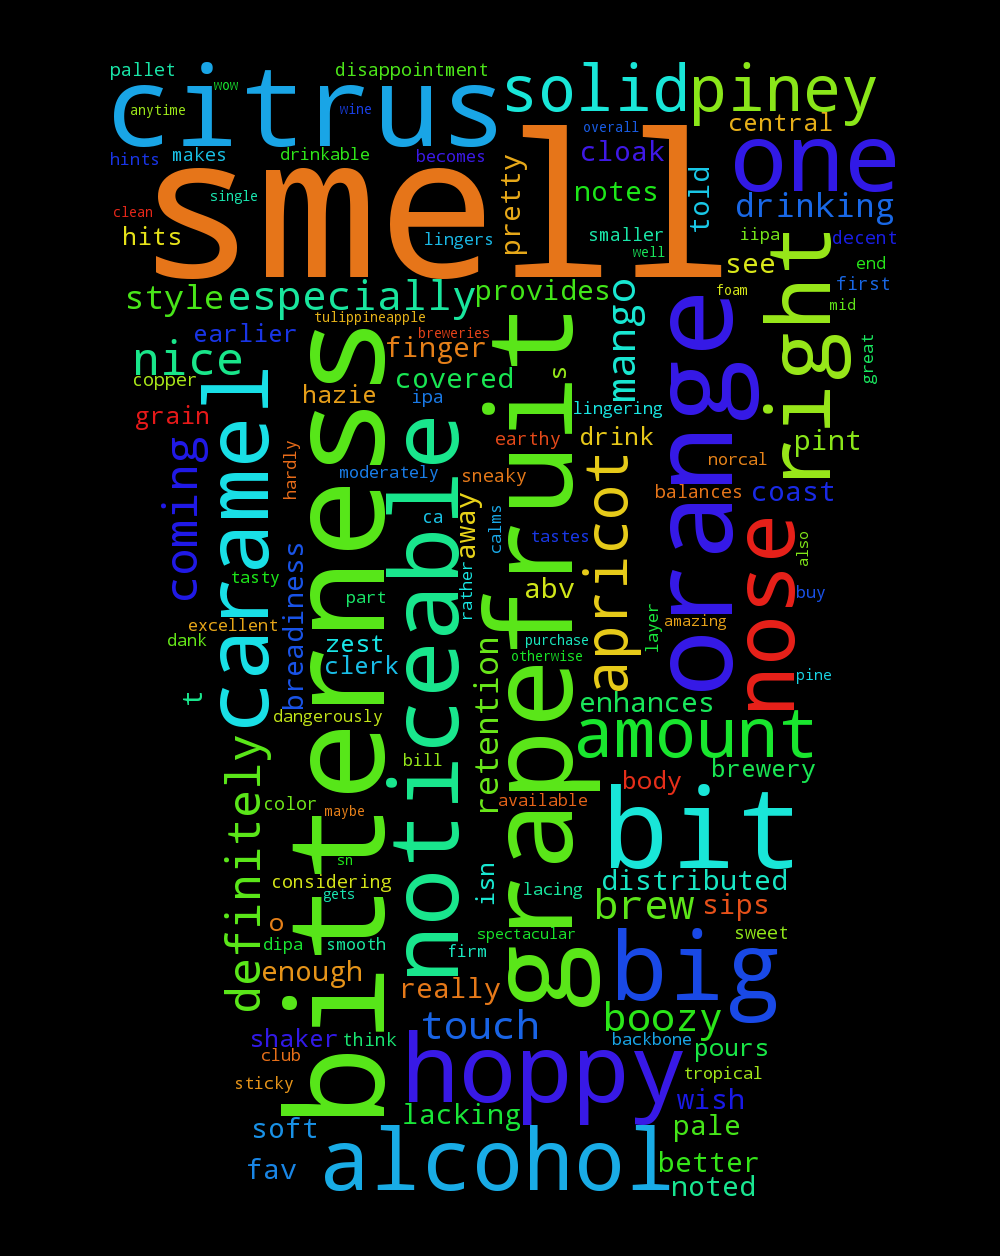 pallet
wow
disappointment
citrus
solid
piney
anytime
wine
central
overall
one
hints
makes
drinkable
becomes
cloak
smell
pretty
told
notes
drinking
single
clean
hits
lingers
smaller
well
iipa
decent
see
right
end
first
foam
mid
style
especially
provides
mango
orange
great
tulippineapple
earlier
breweries
finger
nice
copper
caramel
bitterness
hazie
covered
ipa
s
grapefruit
lingering
grain
coming
hardly
noticeable
earthy
drink
pint
norcal
moderately
sneaky
apricot
balances
coast
away
ca
calms
tastes
nose
also
tasty
breadiness
rather
abv
buy
part
excellent
layer
amazing
dank
zest
clerk
purchase
otherwise
pine
t
retention
enhances
dangerously
amount
definitely
bill
body
brewery
color
maybe
available
bit
sn
considering
gets
isn
lacing
distributed
brew
sips
o
dipa
smooth
firm
spectacular
big
sweet
enough
really
boozy
touch
shaker
think
backbone
pours
club
hoppy
sticky
tropical
wish
lacking
soft
pale
alcohol
fav
better
noted